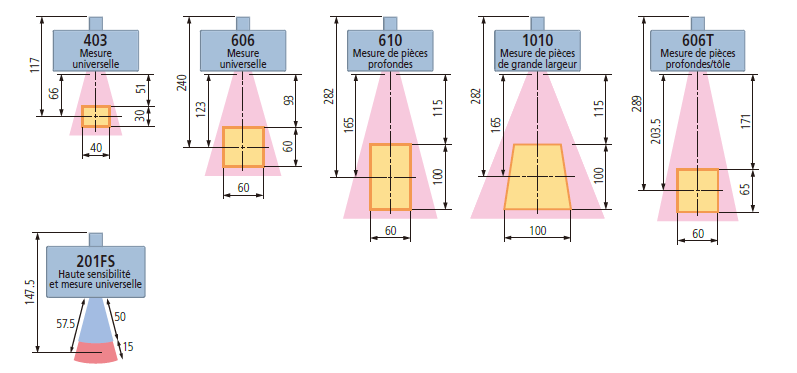 403
Mesure
universelle
117
66
51
30
40
606
Mesure
universelle
240
123
93
60
60
610
Mesure de pièces
profondes
282
165
115
100
60
1010
Mesure de pièces
de grande largeur
282
165
115
100
100
606T
Mesure de pièces
profondes/tôle
289
203.5
171
65
60
201FS
Haute sensibilité
et mesure universelle
147.5
57.5
50
15